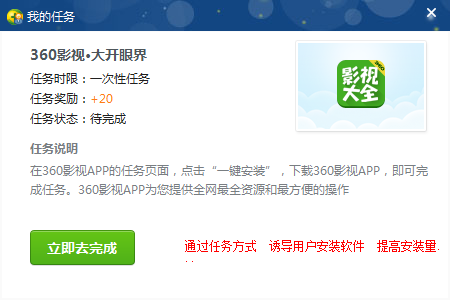 我的任务
360影视•大开眼界
任务时限：一次性任务
任务奖励：+20
任务状态：待完成
影视
大全
任务说明
在360影视APP的任务页面，点击“一键安装”，下载360影视APP，即可完
成任务。360影视APP为您提供全网最全资源和最方便的操作
立即去完成
通过任务方式 诱导用户安装软件 提高安装量.
..